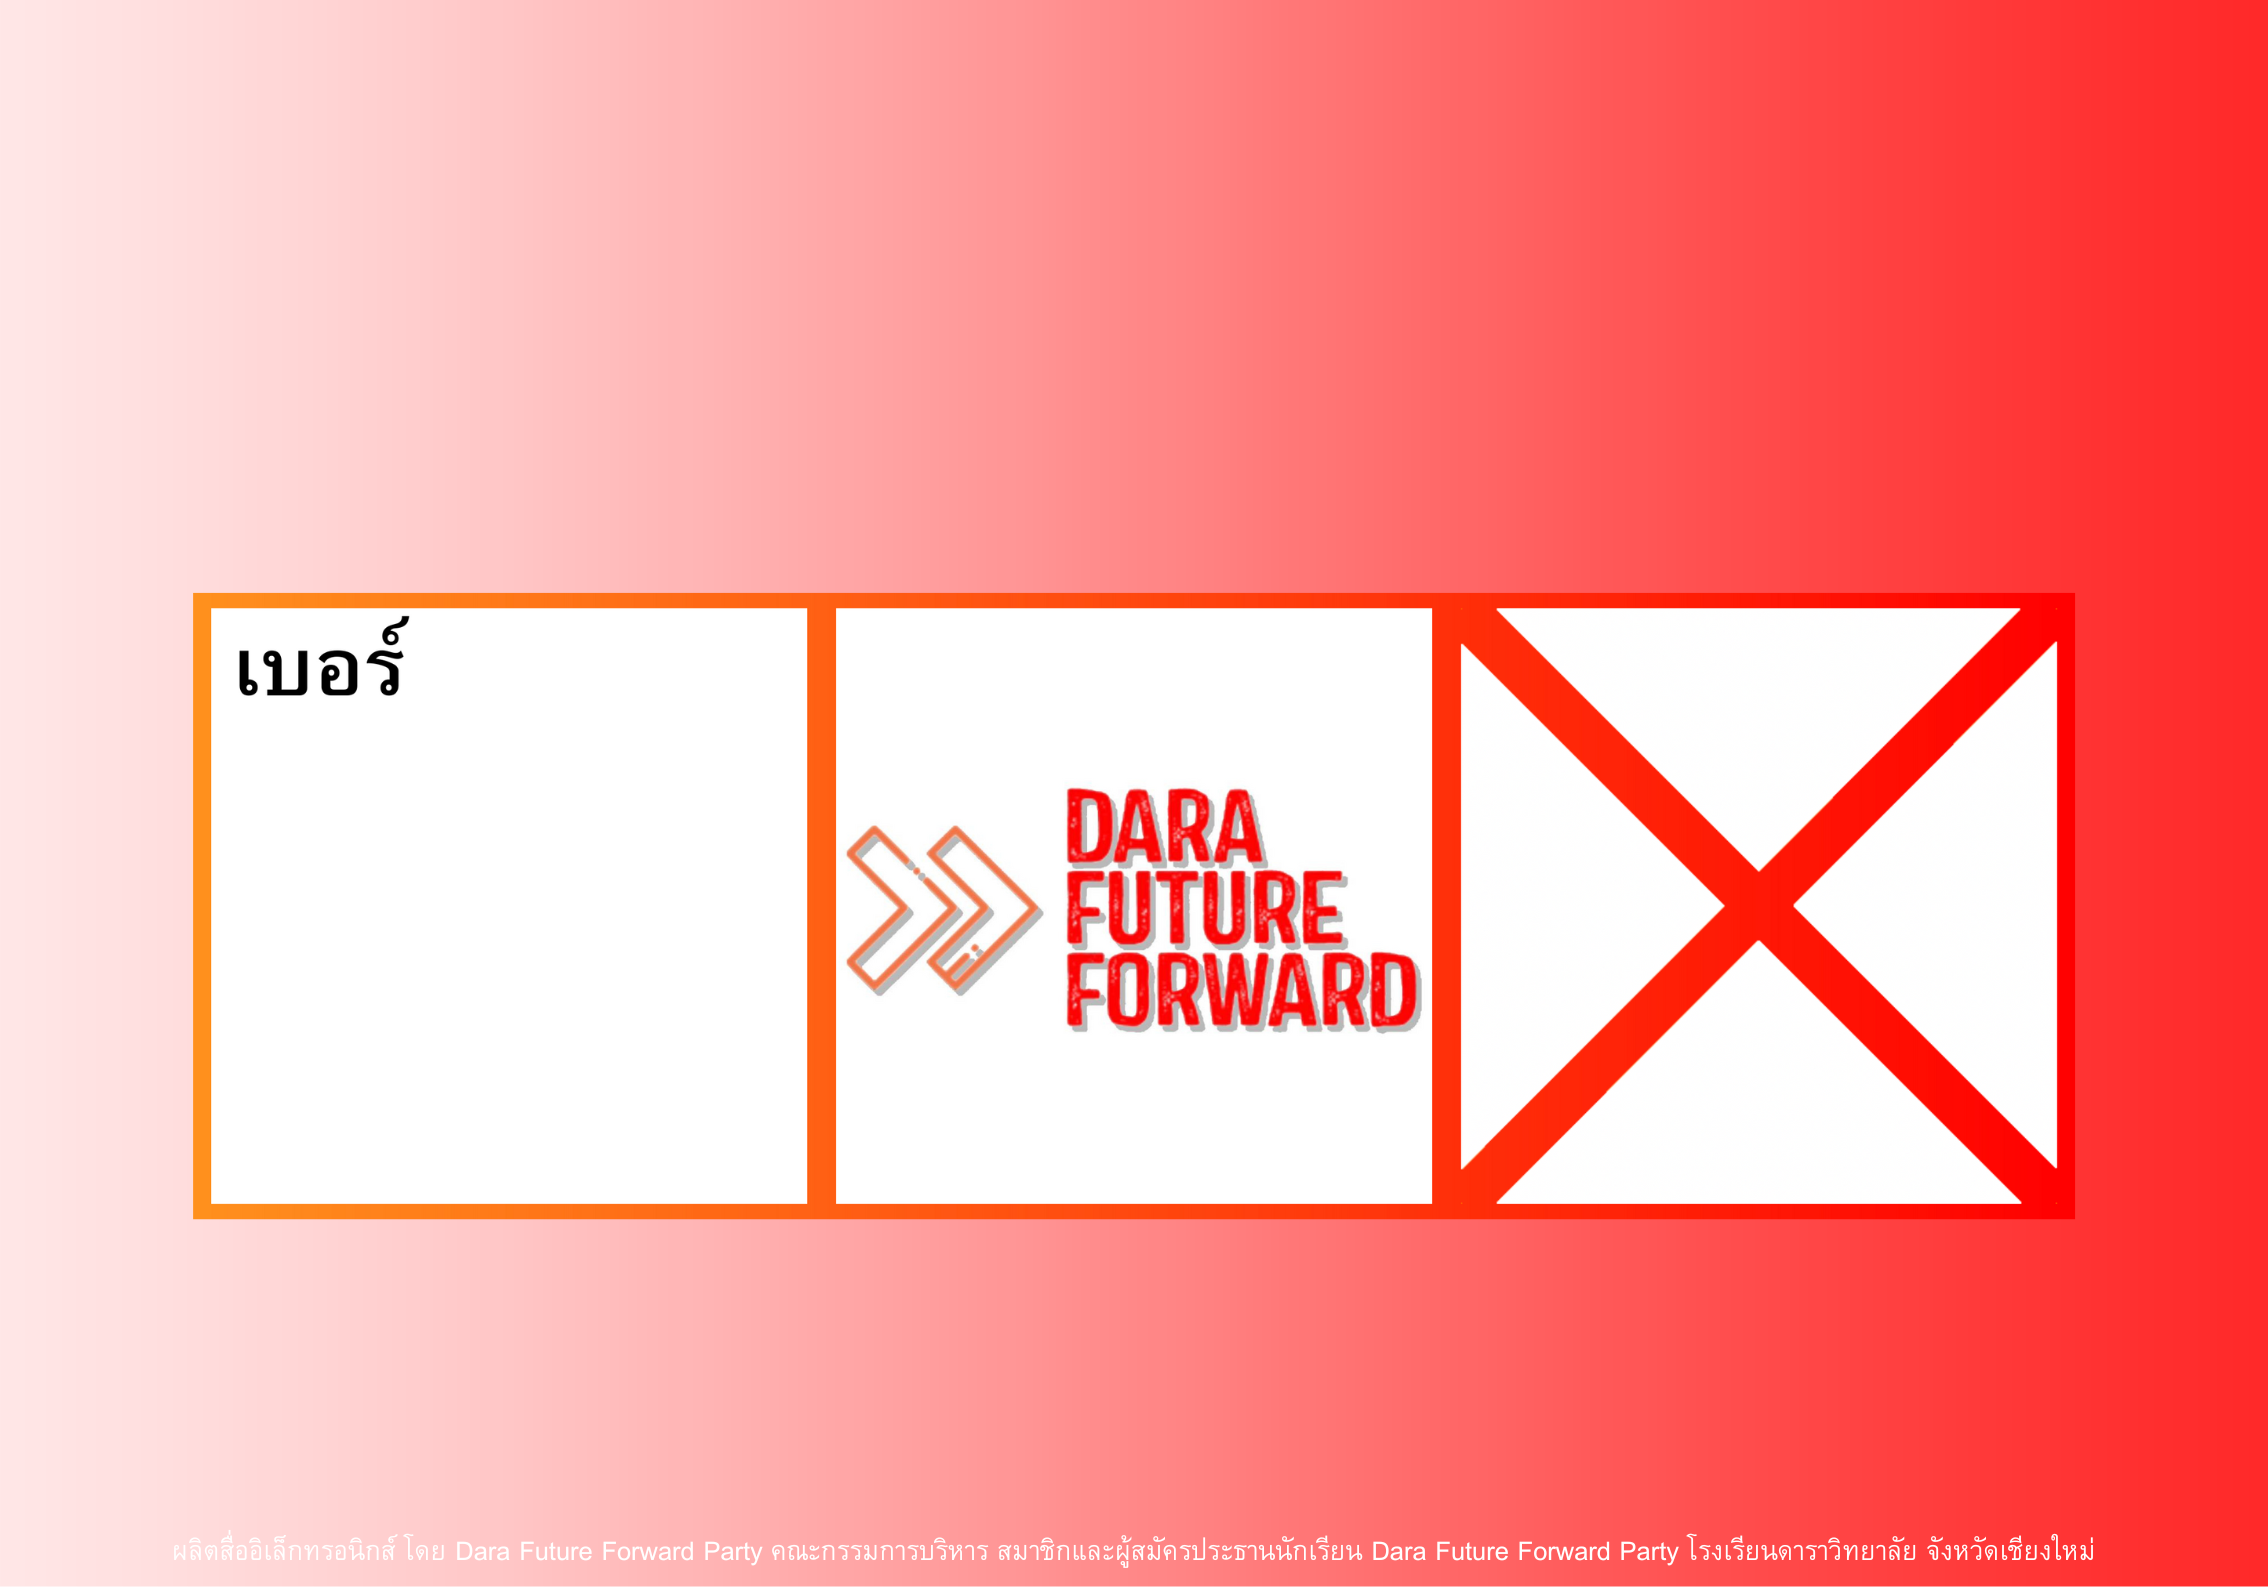 เบอร์
DARA
FUTURE
FORWARD
ผลิตสื่ออิเล็กทรอนิกส์ โดย Dara Future Forward Party คณะกรรมการบริหาร สมาชิกและผู้สมัครประธานนักเรียน Dara Future Forward Party โรงเรียนดาราวิทยาลัย จังหวัดเชียงใหม่